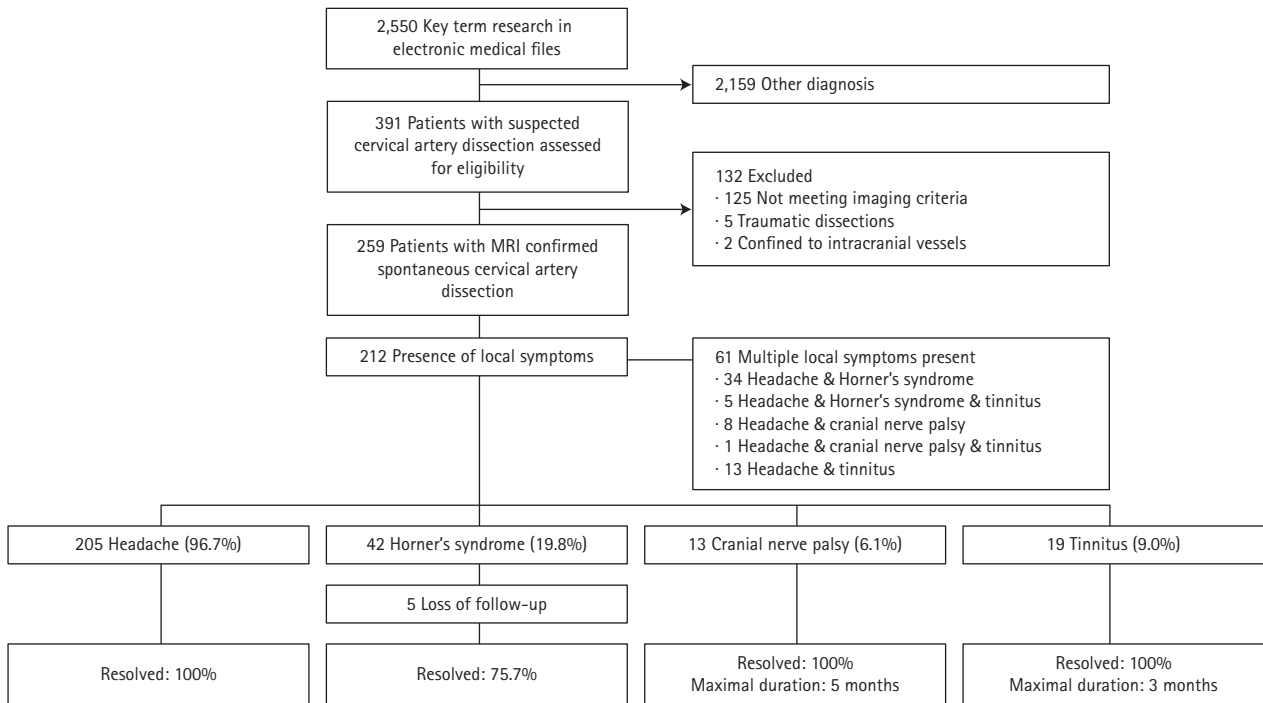 2,550 Key term research in
electronic medical files
2,159 Other diagnosis
391 Patients with suspected
cervical artery dissection assessed
for eligibility
132 Excluded
· 125 Not meeting imaging criteria
· 5 Traumatic dissections
· 2 Confined to intracranial vessels
259 Patients with MRI confirmed
spontaneous cervical artery
dissection
212 Presence of local symptoms
61 Multiple local symptoms present
· 34 Headache & Horner's syndrome
· 5 Headache & Horner's syndrome & tinnitus
· 8 Headache & cranial nerve palsy
· 1 Headache & cranial nerve palsy & tinnitus
· 13 Headache & tinnitus
205 Headache (96.7%)
42 Horner's syndrome (19.8%)
13 Cranial nerve palsy (6.1%)
19 Tinnitus (9.0%)
5 Loss of follow-up
Resolved: 100%
Resolved: 75.7%
Resolved: 100%
Maximal duration: 5 months
Resolved: 100%
Maximal duration: 3 months